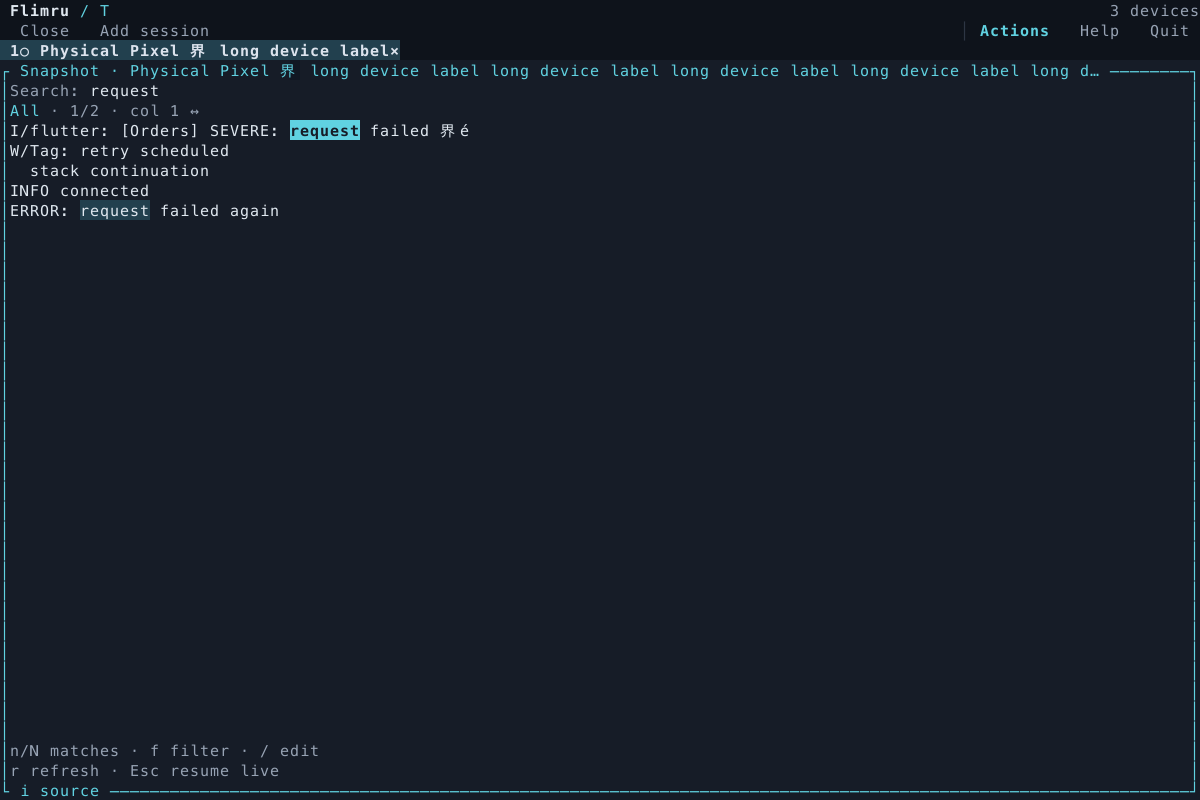 Flimru / T 3 devices
Close Add session Actions Help Quit
1○ Physical Pixel 界 long device label×
Snapshot · Physical Pixel 界 long device label long device label long device label long device label long d…
Search: request
All · 1/2 · col 1 ↔
I/flutter: [Orders] SEVERE: request failed 界é
W/Tag: retry scheduled
stack continuation
INFO connected
ERROR: request failed again
n/N matches · f filter · / edit
r refresh · Esc resume live
i source